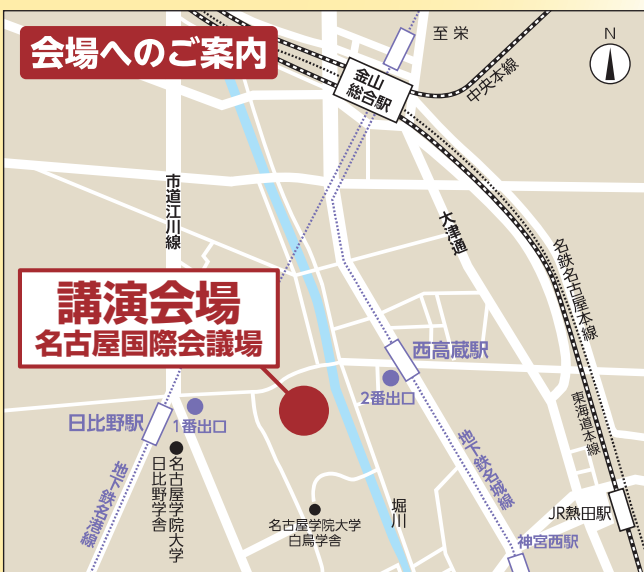 会場へのご案内
至 栄
N
金山
総合駅
中央本線
市道江川線
大津通
名鉄名古屋本線
講演会場
名古屋国際会議場
西高蔵駅
2番出口
日比野駅
1番出口
東海道本線
地下鉄名港線
名古屋学院大学
日比野学舎
地下鉄名城線
堀川
名古屋学院大学
白鳥学舎
JR熱田駅
神宮西駅